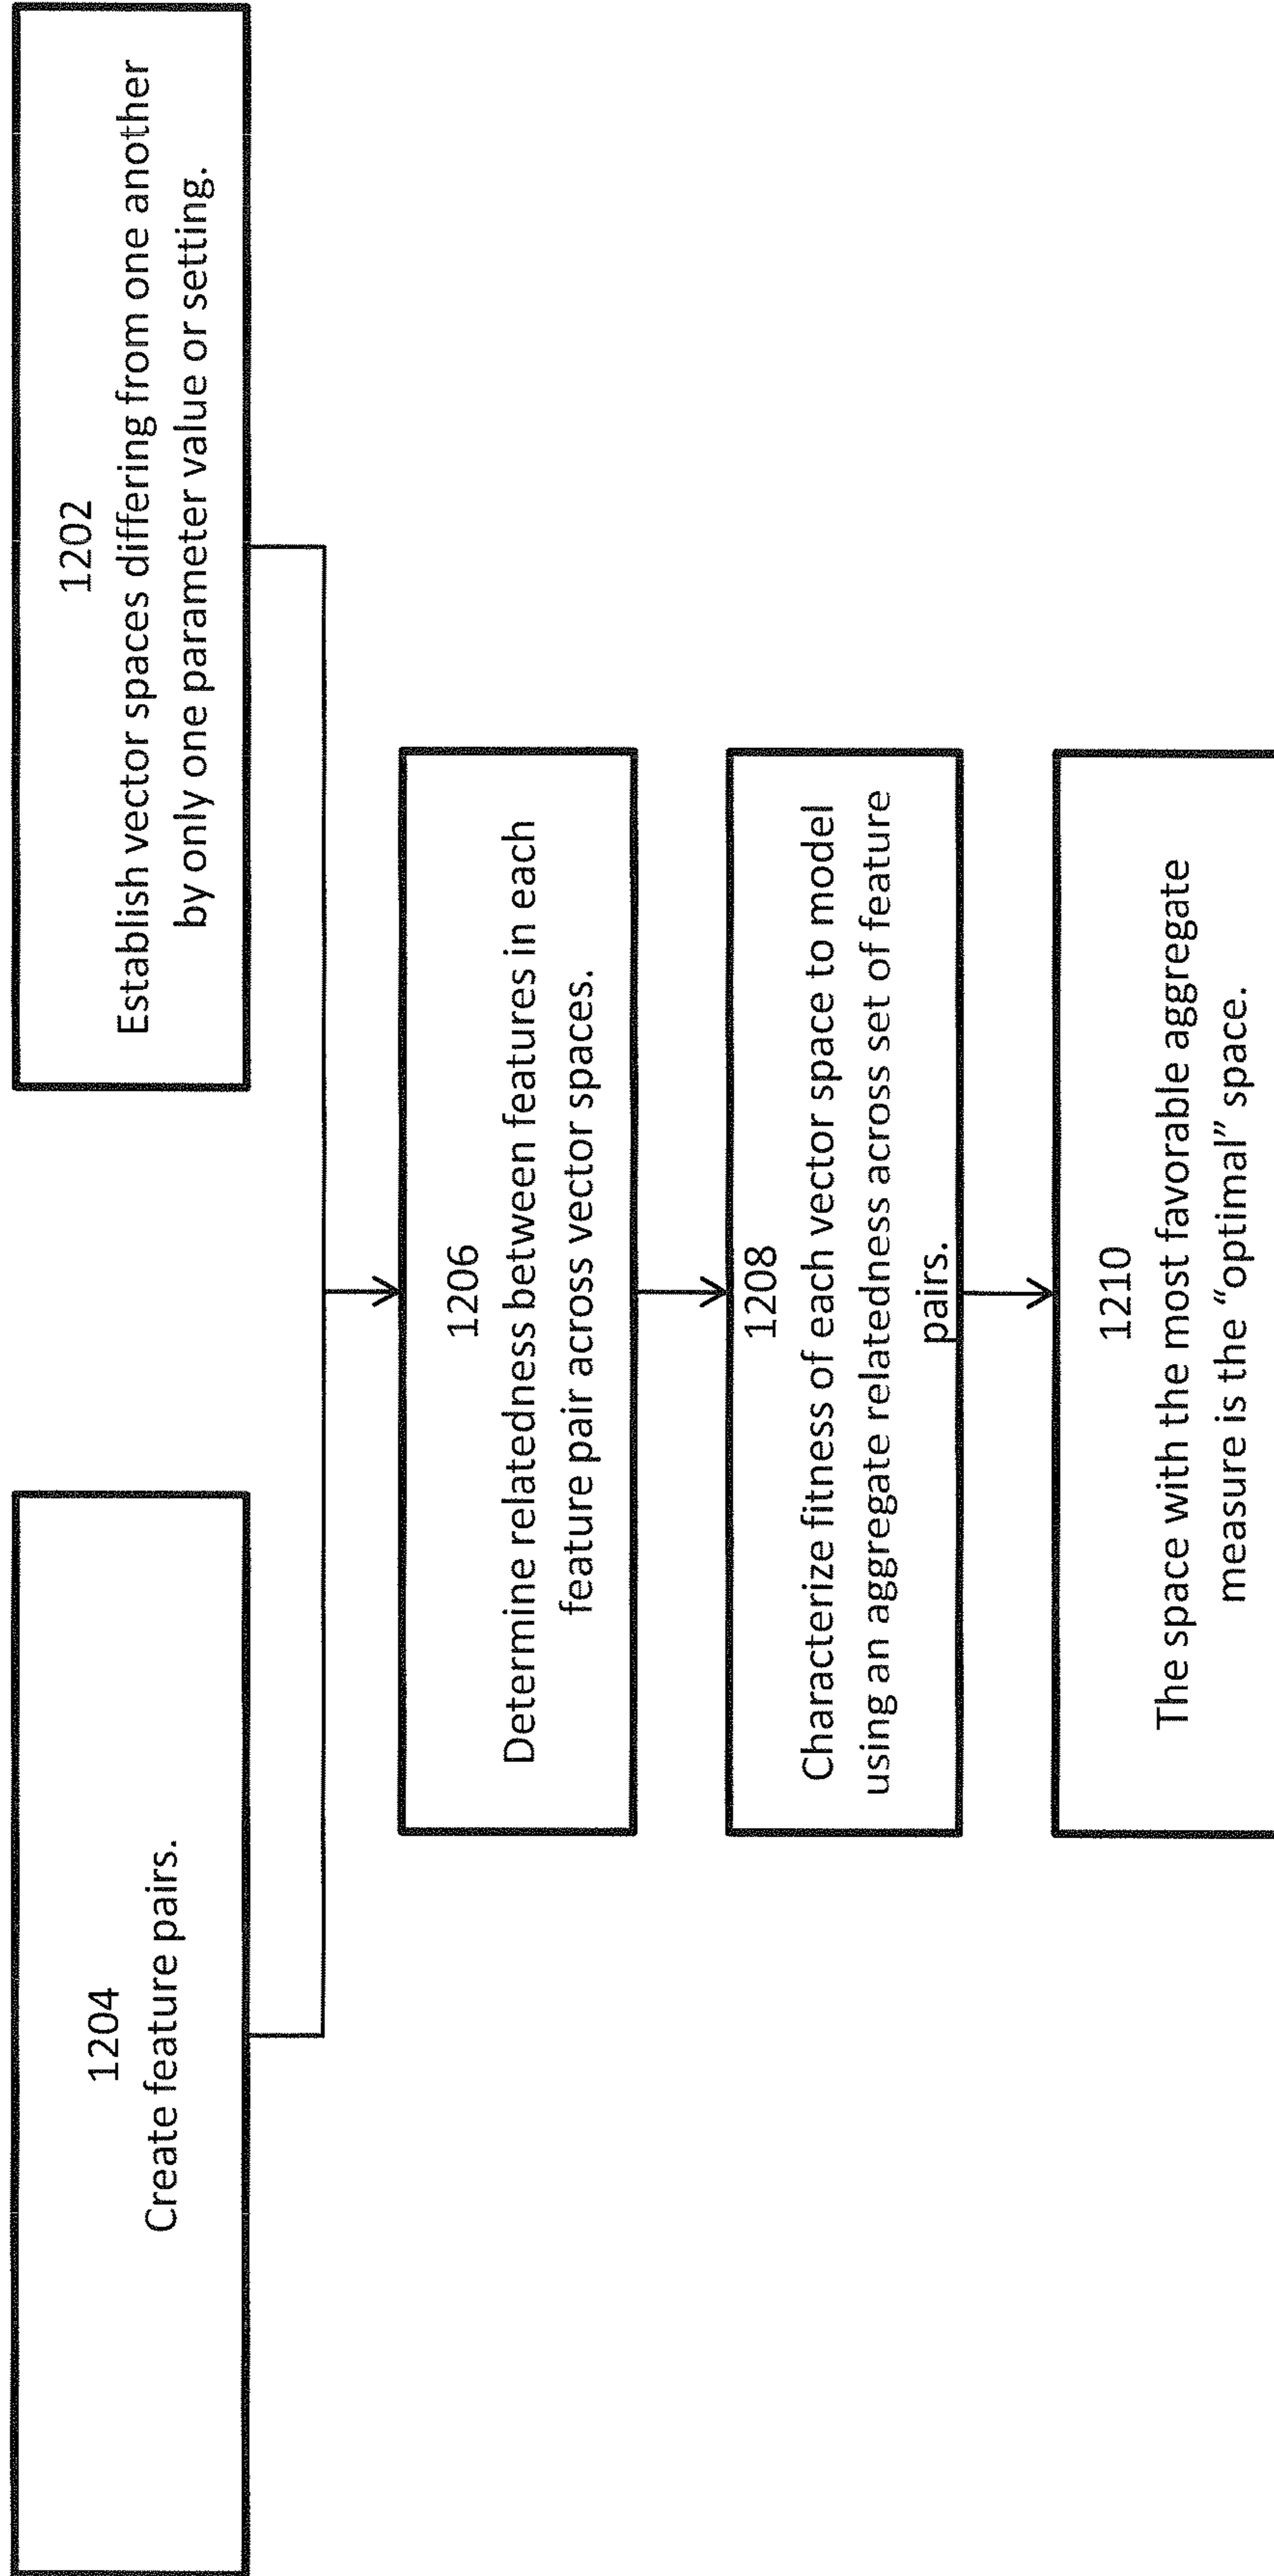 1204
Create feature pairs.
1202
Establish vector spaces differing from one another
by only one parameter value or setting.
1206
Determine relatedness between features in each
feature pair across vector spaces.
1208
Characterize fitness of each vector space to model
using an aggregate relatedness across set of feature
pairs.
1210
The space with the most favorable aggregate
measure is the “optimal” space.